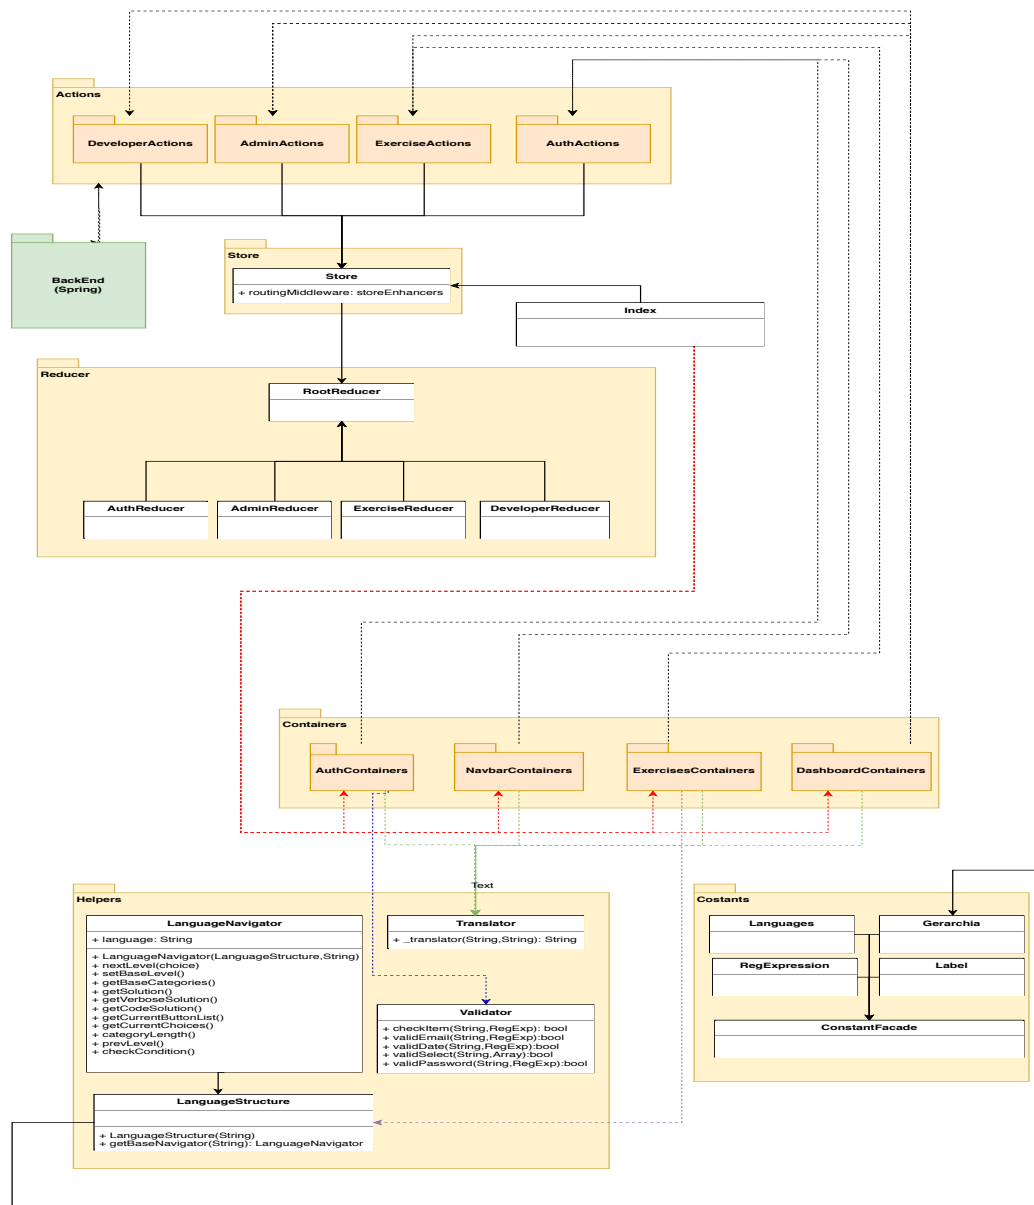 Actions
DeveloperActions
AdminActions
ExerciseActions
AuthActions
BackEnd
(Spring)
Store
Store
+ routingMiddleware: storeEnhancers
Index
Reducer
RootReducer
AuthReducer
AdminReducer
ExerciseReducer
DeveloperReducer
Containers
AuthContainers
NavbarContainers
ExercisesContainers
DashboardContainers
Text
Helpers
LanguageNavigator
+ language: String
+ LanguageNavigator(LanguageStructure,String)
+ nextLevel(choice)
+ setBaseLevel()
+ getBaseCategories()
+ getSolution()
+ getVerboseSolution()
+ getCodeSolution()
+ getCurrentButtonList()
+ getCurrentChoices()
+ categoryLength()
+ prevLevel()
+ checkCondition()
Translator
+ _translator(String,String): String
Validator
+ checkItem(String,RegExp): bool
+ validEmail(String,RegExp):bool
+ validDate(String,RegExp):bool
+ validSelect(String,Array):bool
+ validPassword(String,RegExp):bool
LanguageStructure
+ LanguageStructure(String)
+ getBaseNavigator(String): LanguageNavigator
Costants
Languages
Gerarchia
RegExpression
Label
ConstantFacade